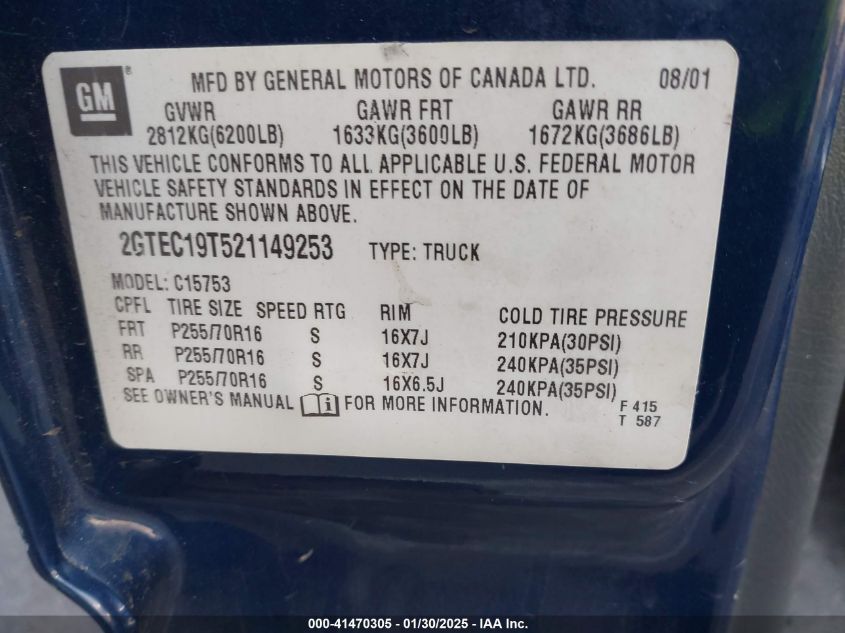 GM ®
MFD BY GENERAL MOTORS OF CANADA LTD. 08/01
GVWR GAWR FRT GAWR RR
2812KG(6200LB) 1633KG(3600LB) 1672KG(3686LB)
THIS VEHICLE CONFORMS TO ALL APPLICABLE U.S. FEDERAL MOTOR
VEHICLE SAFETY STANDARDS IN EFFECT ON THE DATE OF
MANUFACTURE SHOWN ABOVE.
2GTEC19T521149253 TYPE: TRUCK
MODEL: C15753
CPFL TIRE SIZE SPEED RTG RIM COLD TIRE PRESSURE
FRT P255/70R16 S 16X7J 210KPA(30PSI)
RR P255/70R16 S 16X7J 240KPA(35PSI)
SPA P255/70R16 S 16X6.5J 240KPA(35PSI)
SEE OWNER'S MANUAL i FOR MORE INFORMATION.
F 415
T 587
000-41470305 - 01/30/2025 - IAA Inc.